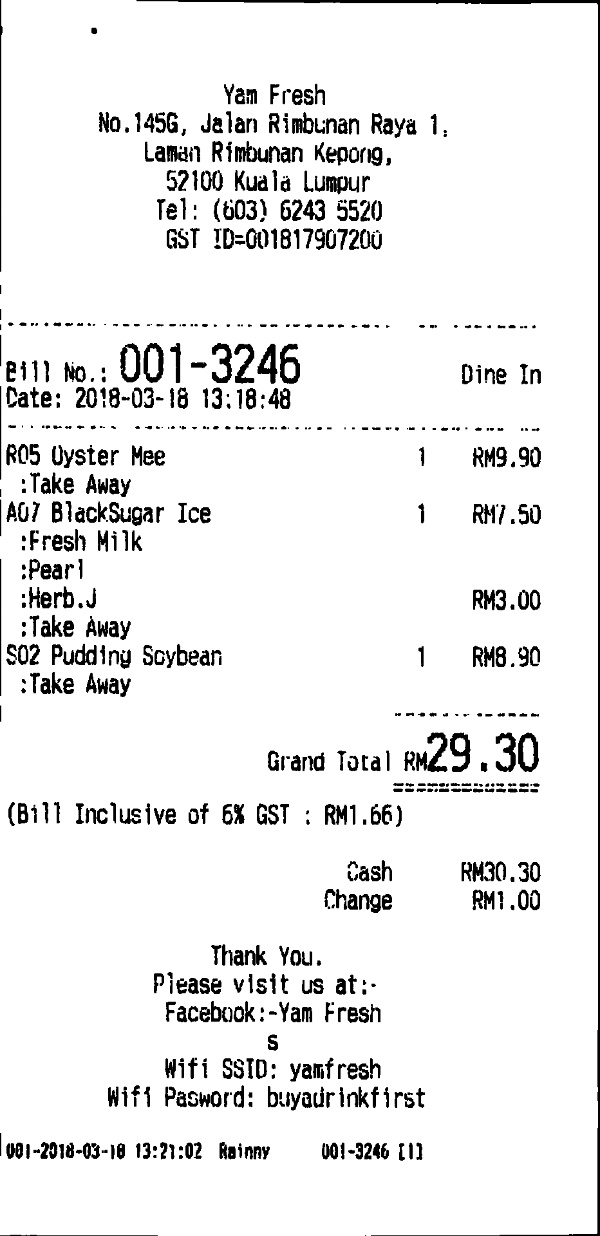 Yam Fresh
No.145G, Jalan Rimbunan Raya 1,
Laman Rimbunan Kepong,
52100 Kuala Lumpur
Tel: (603) 6243 5520
GST ID=001817907200
Bill No.: 001-3246 Dine In
Date: 2018-03-18 13:18:48
R05 Oyster Mee 1 RM9.90
:Take Away
A07 BlackSugar Ice 1 RM7.50
:Fresh Milk
:Pearl
:Herb.J RM3.00
:Take Away
S02 Pudding Soybean 1 RM8.90
:Take Away
Grand Total RM29.30
(Bill Inclusive of 6% GST : RM1.66)
Cash RM30.30
Change RM1.00
Thank You.
Please visit us at:-
Facebook:-Yam Fresh
s
Wifi SSID: yamfresh
Wifi Pasword: buyadrinkfirst
001-2018-03-18 13:21:02 Rainny 001-3246 [1]